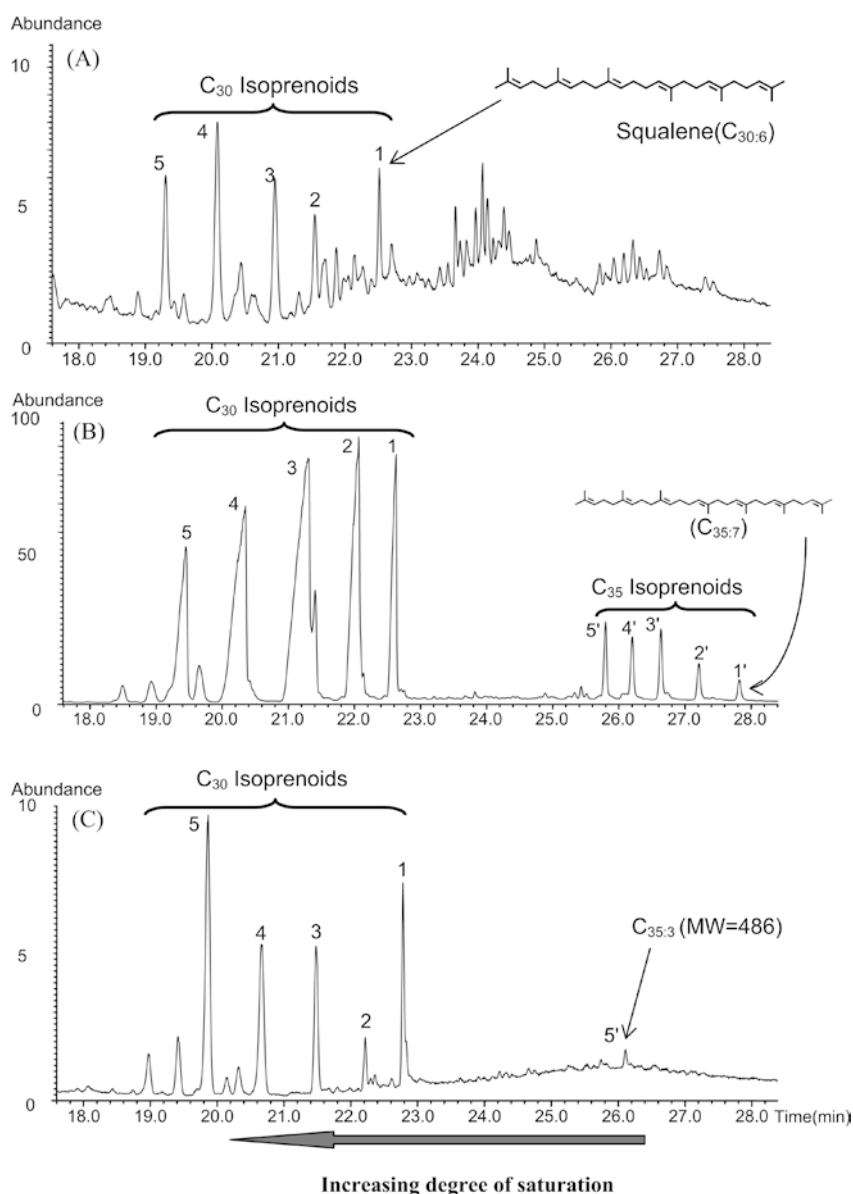 Abundance
(A)
10
5
0
C30 Isoprenoids
5
4
3
2
1
Squalene(C30:6)
18.0 19.0 20.0 21.0 22.0 23.0 24.0 25.0 26.0 27.0 28.0
Abundance
(B)
100
50
0
C30 Isoprenoids
5
4
3
2
1
(C35:7)
C35 Isoprenoids
5' 4' 3' 2' 1'
18.0 19.0 20.0 21.0 22.0 23.0 24.0 25.0 26.0 27.0 28.0
Abundance
(C)
10
5
0
C30 Isoprenoids
5
4
3
2
1
C35:3 (MW=486)
5'
18.0 19.0 20.0 21.0 22.0 23.0 24.0 25.0 26.0 27.0 28.0 Time(min)
Increasing degree of saturation